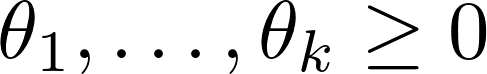 θ₁, . . . , θₖ ≥ 0